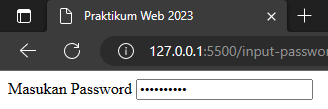 Praktikum Web 2023
127.0.0.1:5500/input-passwor
Masukan Password ••••••••••